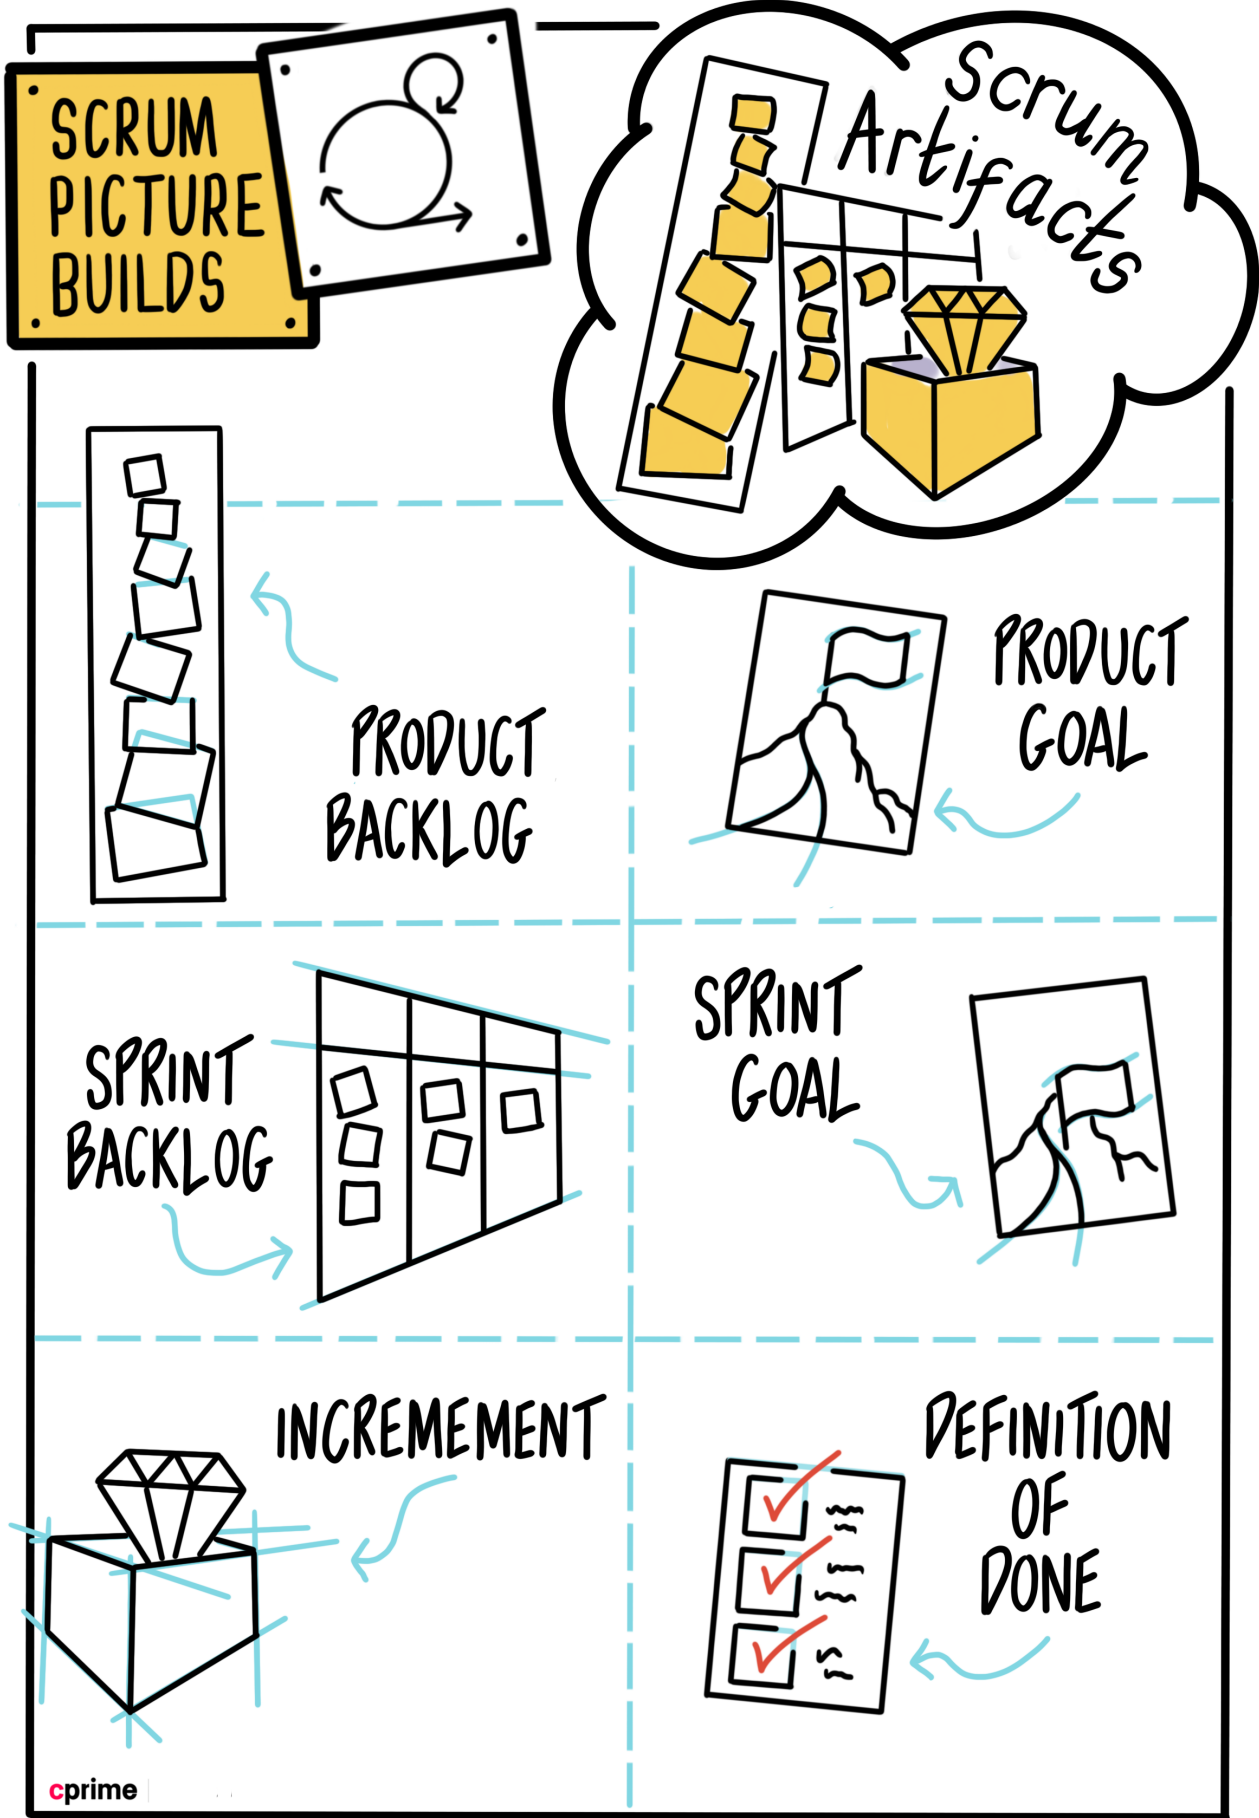 SCRUM
PICTURE
BUILDS
Scrum
Artifacts
PRODUCT
BACKLOG
PRODUCT
GOAL
SPRINT
BACKLOG
SPRINT
GOAL
INCREMEMENT
DEFINITION
OF
DONE
cprime